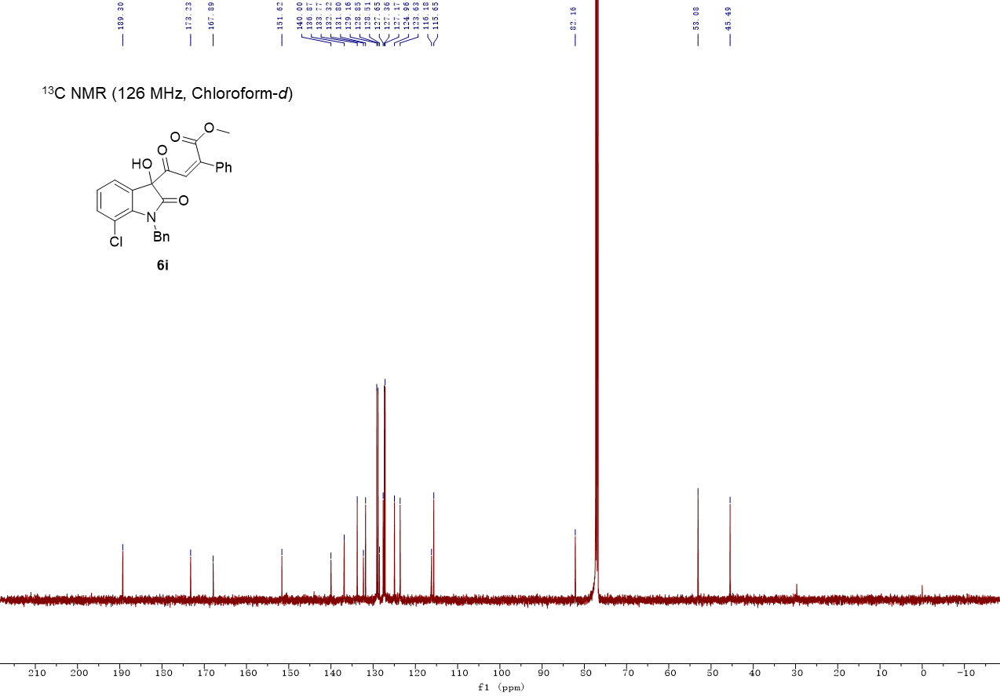 189.30
173.23
167.89
151.62
140.00
136.87
133.77
132.32
131.80
129.16
128.85
128.51
127.65
127.36
127.17
124.96
123.63
116.18
115.65
82.16
53.08
45.49
13C NMR (126 MHz, Chloroform-d)
O
O
O
HO
Ph
O
N
Cl
Bn
6i
210 200 190 180 170 160 150 140 130 120 110 100 90 80 70 60 50 40 30 20 10 0 -10
f1 (ppm)